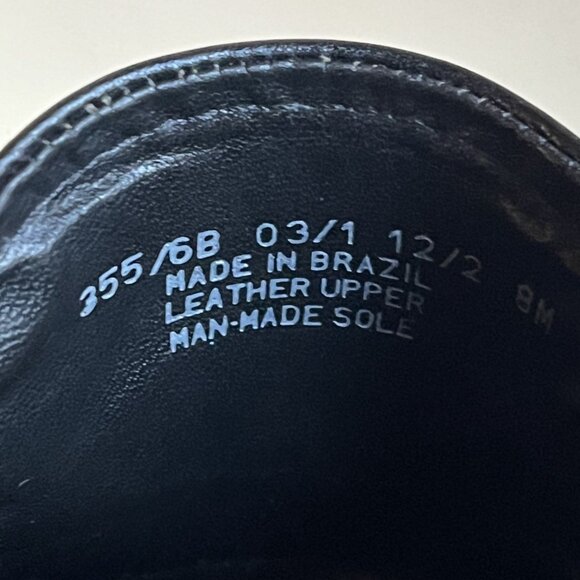 355/6B 03/1 12/2 8M
MADE IN BRAZIL
LEATHER UPPER
MAN-MADE SOLE